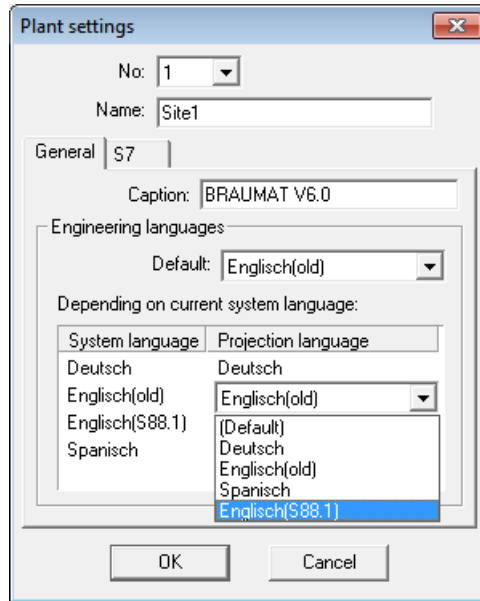 Plant settings
No: 1
Name: Site1
General S7
Caption: BRAUMAT V6.0
Engineering languages
Default: Englisch(old)
Depending on current system language:
System language Projection language
Deutsch Deutsch
Englisch(old) Englisch(old)
Englisch(S88.1) (Default)
Deutsch
Spanisch Englisch(old)
Spanisch
Englisch(S88.1)
OK Cancel